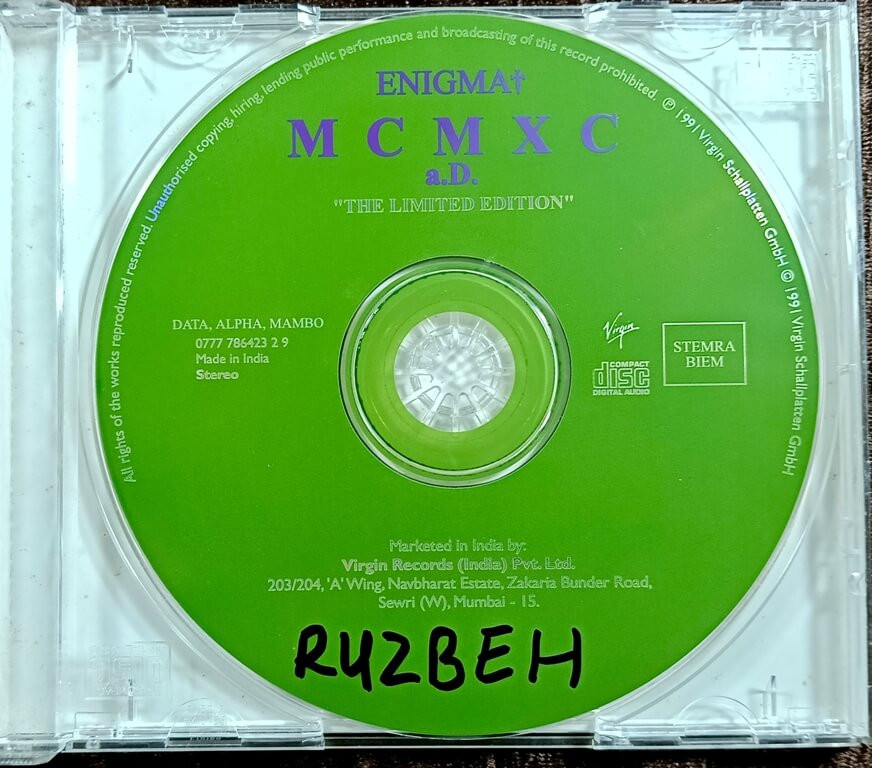 All rights of the works reproduced reserved. Unauthorised copying, hiring, lending public performance and broadcasting of this record prohibited. ℗ 1991 Virgin Schallplatten GmbH © 1991 Virgin Schallplatten GmbH
ENIGMA†
MCMXC
a.D.
"THE LIMITED EDITION"
DATA, ALPHA, MAMBO
0777 786423 2 9
Made in India
Stereo
Virgin
COMPACT
disc
DIGITAL AUDIO
STEMRA
BIEM
Marketed in India by:
Virgin Records (India) Pvt. Ltd.
203/204, 'A' Wing, Navbharat Estate, Zakaria Bunder Road,
Sewri (W), Mumbai - 15.
RUZBEH